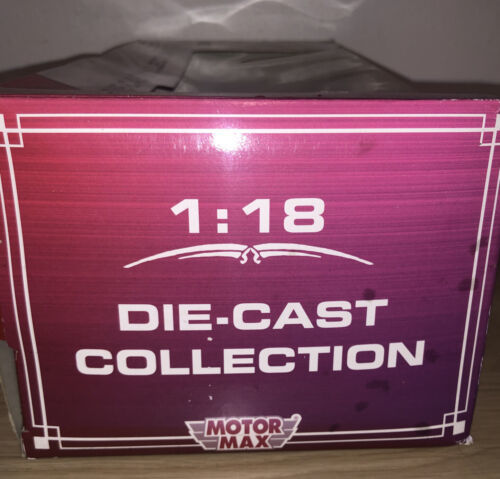 1:18
DIE-CAST
COLLECTION
MOTOR
MAX
®